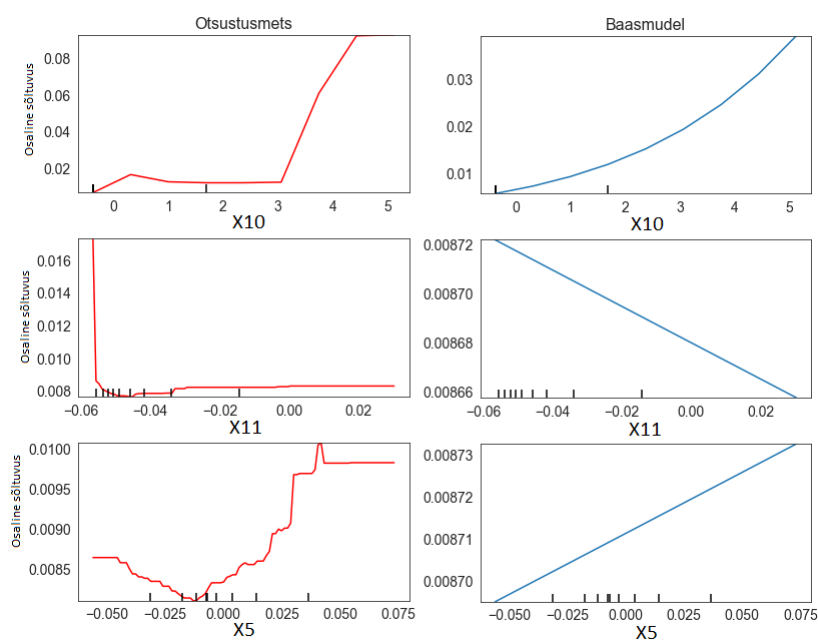 Otsustusmets Baasmudel
Osaline sõltuvus
0.08
0.06
0.04
0.02
0.03
0.02
0.01
0 1 2 3 4 5
0 1 2 3 4 5
X10 X10
Osaline sõltuvus
0.016
0.014
0.012
0.010
0.008
0.00872
0.00870
0.00868
0.00866
−0.06 −0.04 −0.02 0.00 0.02
−0.06 −0.04 −0.02 0.00 0.02
X11 X11
Osaline sõltuvus
0.0100
0.0095
0.0090
0.0085
0.00873
0.00872
0.00871
0.00870
−0.050 −0.025 0.000 0.025 0.050 0.075
−0.050 −0.025 0.000 0.025 0.050 0.075
X5 X5